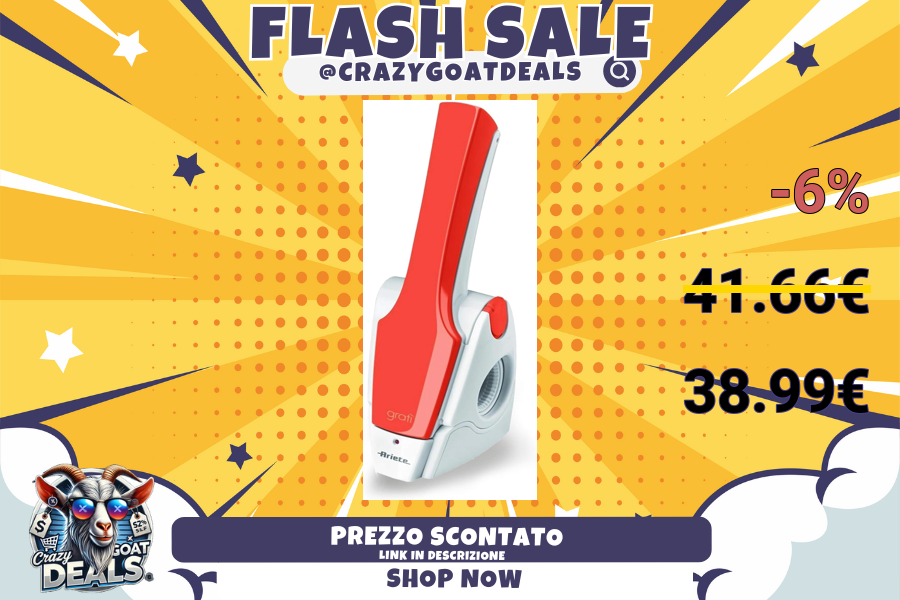 FLASH SALE
@CRAZYGOATDEALS
-6%
41.66€
38.99€
grati
Ariete
$
52%
Crazy
GOAT
DEALS
PREZZO SCONTATO
LINK IN DESCRIZIONE
SHOP NOW